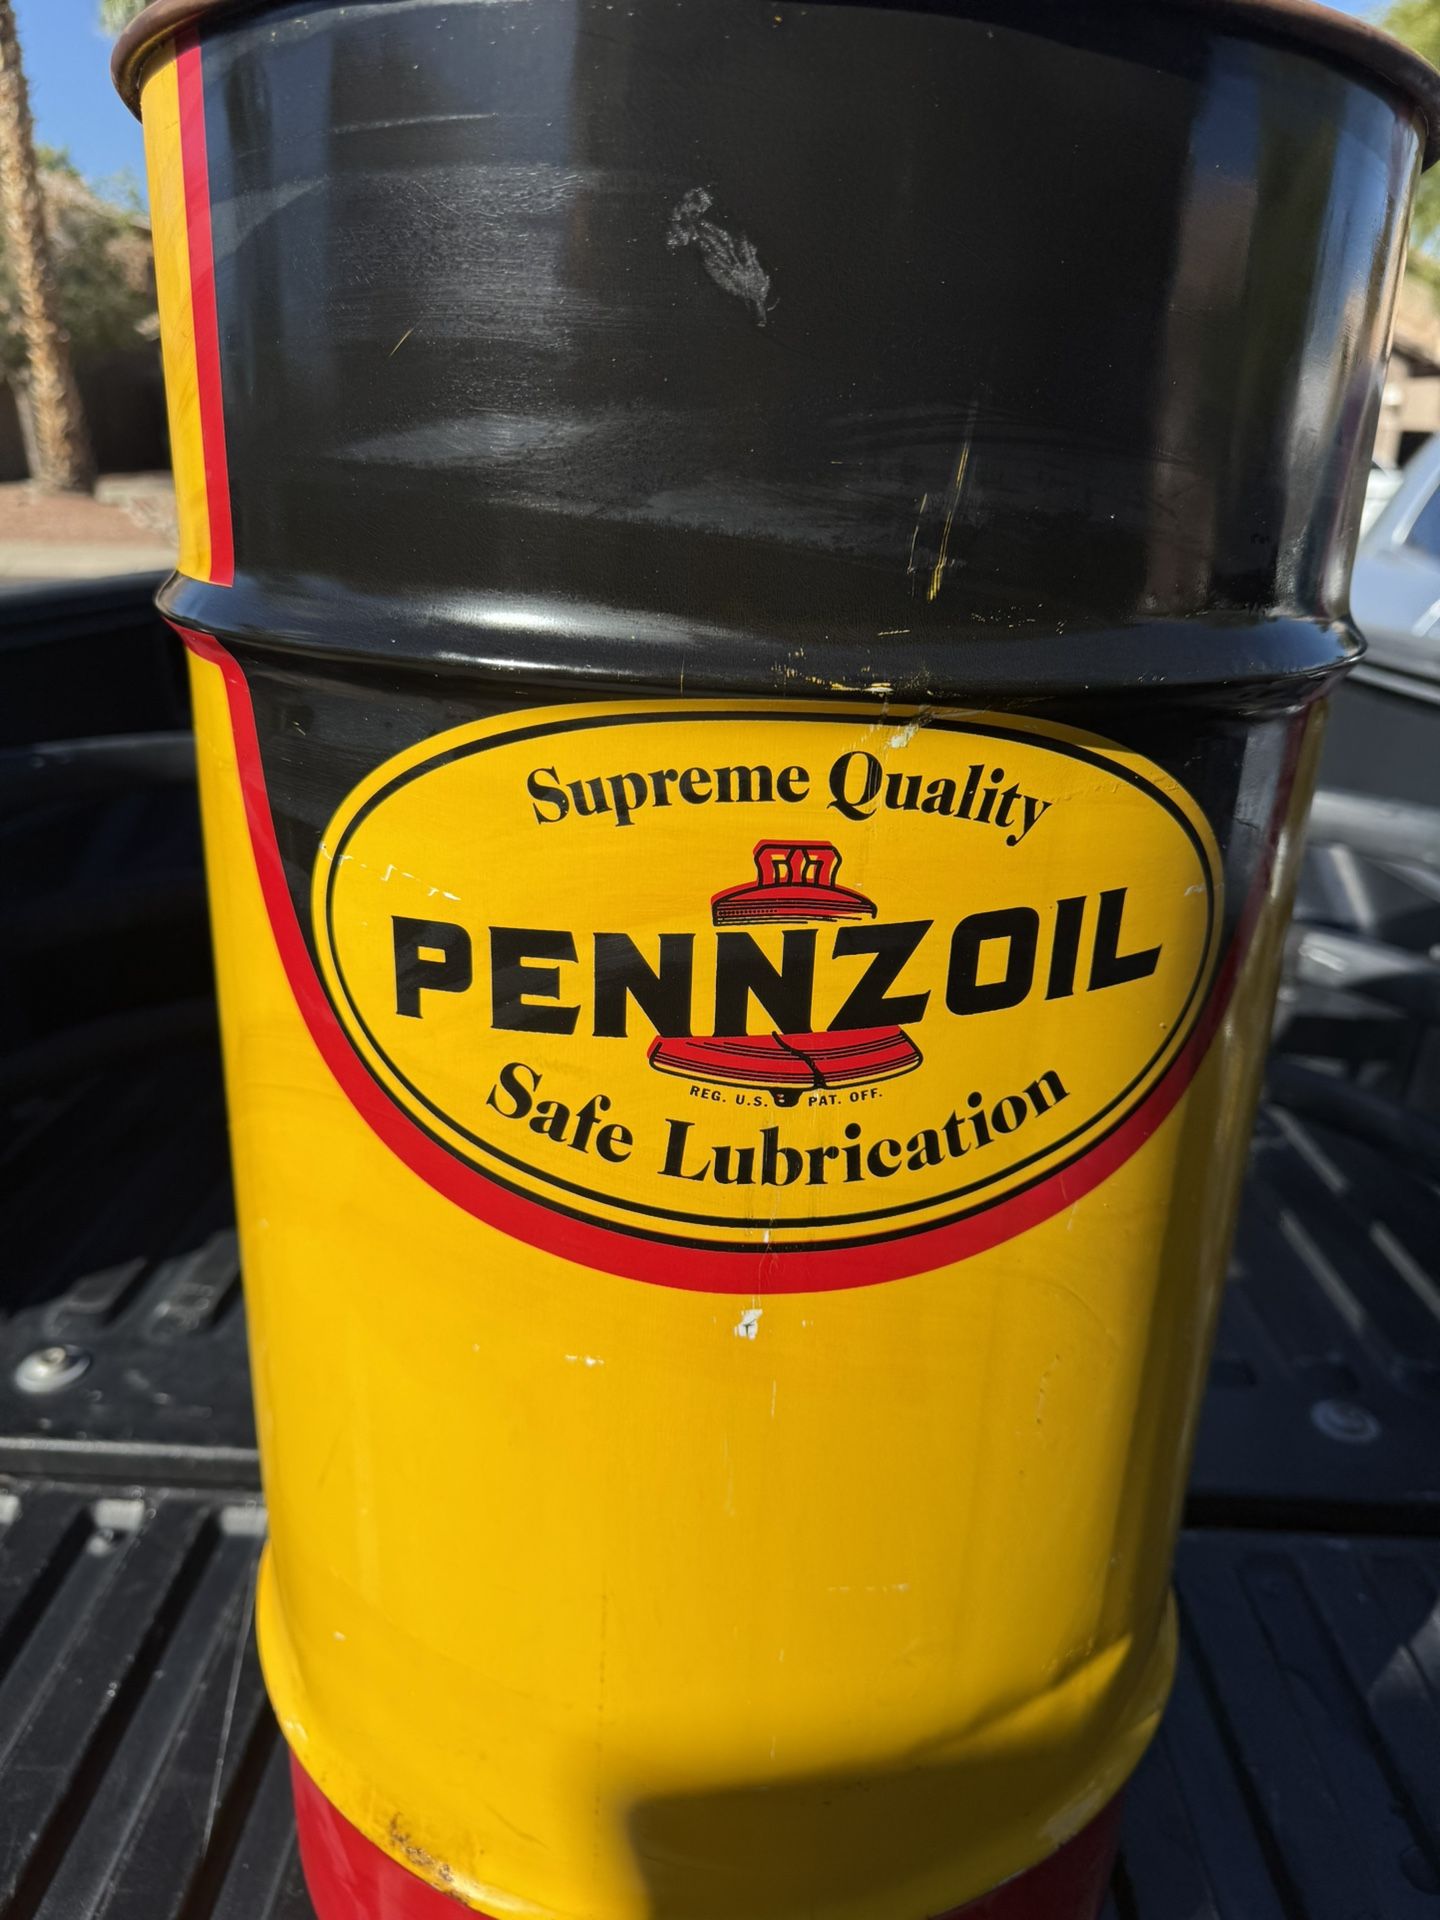 Supreme Quality
PENNZOIL
REG. U.S. PAT. OFF.
Safe Lubrication